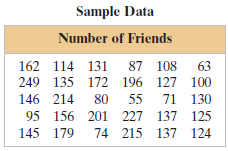 Sample Data
Number of Friends
162 114 131 87 108 63
249 135 172 196 127 100
146 214 80 55 71 130
95 156 201 227 137 125
145 179 74 215 137 124